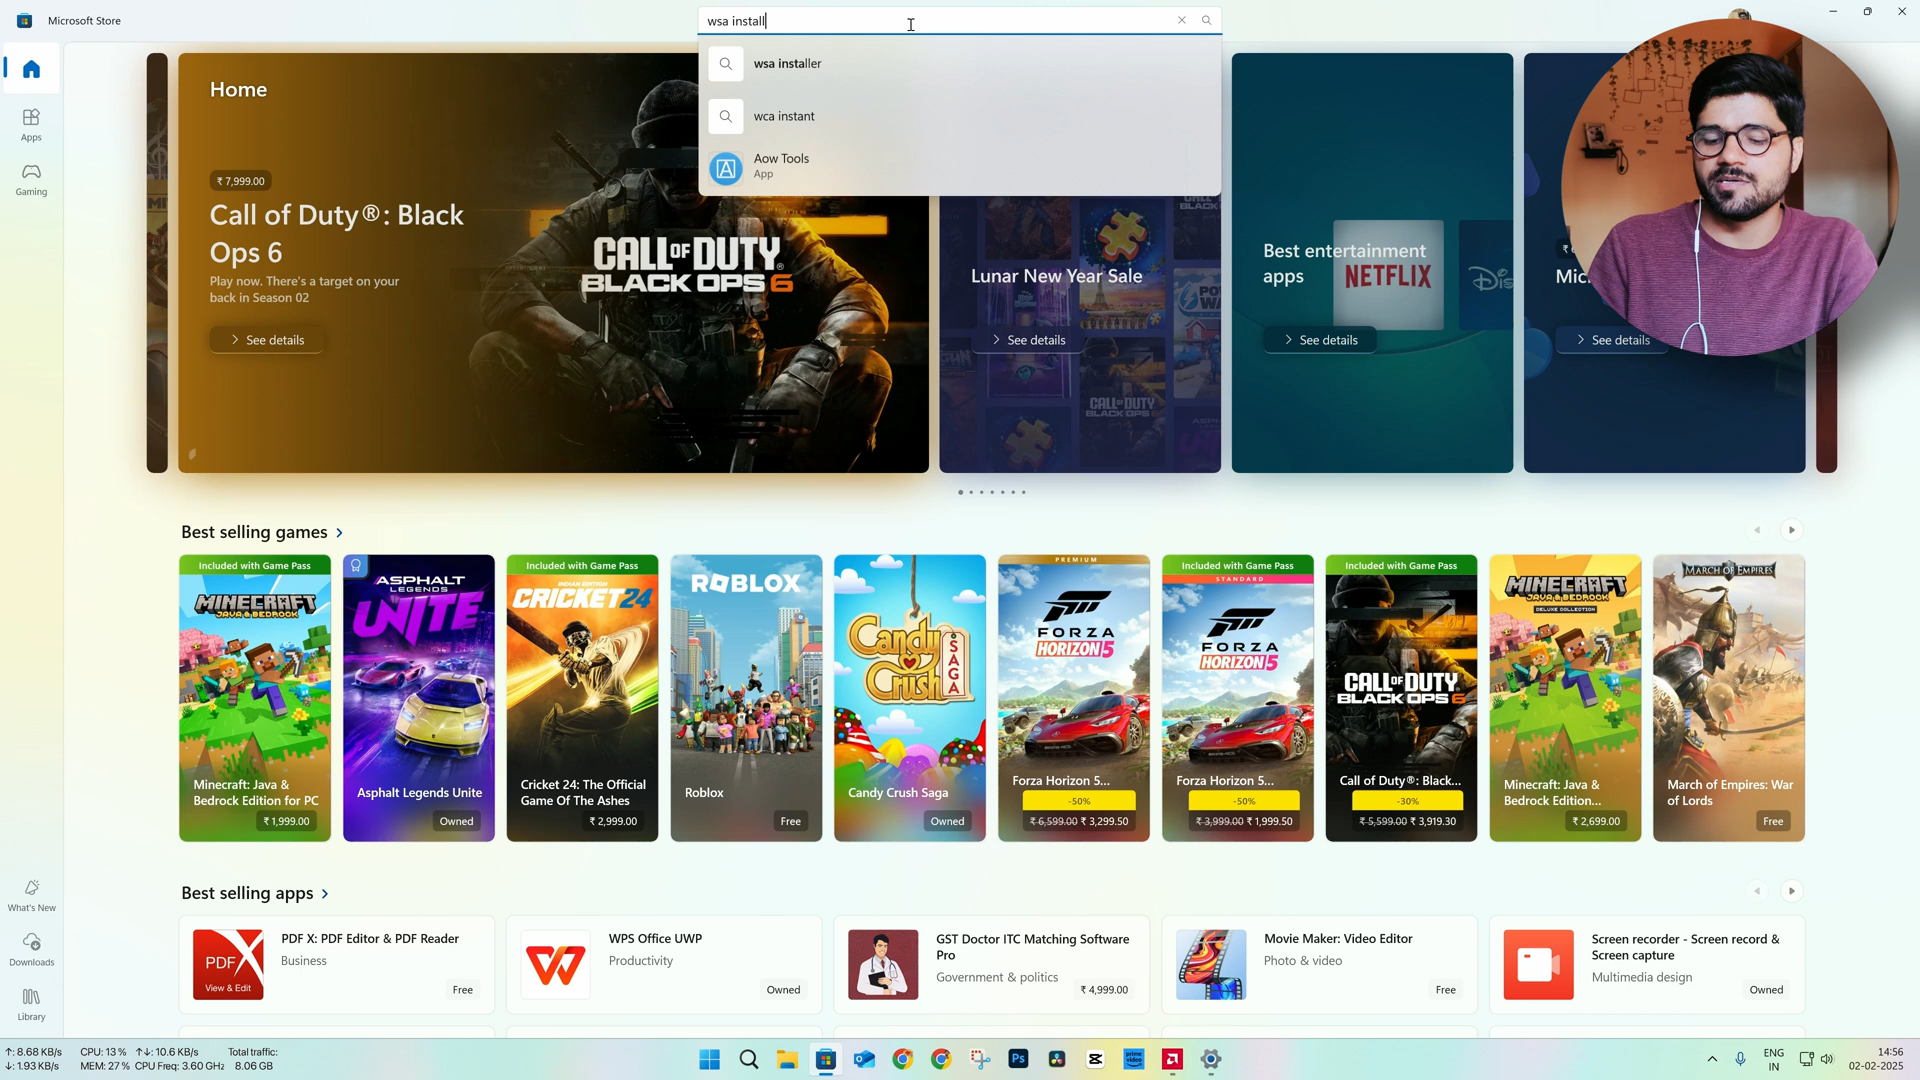 Microsoft Store
wsa install
wsa installer
wca instant
Aow Tools
App
Apps
Gaming
What's New
Downloads
Library
Home
₹ 7,999.00
Call of Duty®: Black
Ops 6
Play now. There's a target on your
back in Season 02
See details
CALL OF DUTY
BLACK OPS 6
Lunar New Year Sale
See details
Best entertainment
apps
NETFLIX
See details
See details
Best selling games
Included with Game Pass
MINECRAFT
JAVA & BEDROCK
Minecraft: Java &
Bedrock Edition for PC
₹ 1,999.00
ASPHALT
LEGENDS
UNITE
Asphalt Legends Unite
Owned
Included with Game Pass
INDIAN EDITION
CRICKET24
Cricket 24: The Official
Game Of The Ashes
₹ 2,999.00
ROBLOX
Roblox
Free
Candy
Crush
SAGA
Candy Crush Saga
Owned
PREMIUM
FORZA
HORIZON 5
Forza Horizon 5...
-50%
₹ 6,599.00 ₹ 3,299.50
Included with Game Pass
STANDARD
FORZA
HORIZON 5
Forza Horizon 5...
-50%
₹ 3,999.00 ₹ 1,999.50
Included with Game Pass
CALL OF DUTY
BLACK OPS 6
Call of Duty®: Black...
-30%
₹ 5,599.00 ₹ 3,919.30
MINECRAFT
JAVA & BEDROCK
DELUXE COLLECTION
Minecraft: Java &
Bedrock Edition...
₹ 2,699.00
MARCH OF EMPIRES
March of Empires: War
of Lords
Free
Best selling apps
PDF
View & Edit
PDF X: PDF Editor & PDF Reader
Business
Free
WPS Office UWP
Productivity
Owned
GST Doctor ITC Matching Software
Pro
Government & politics
₹ 4,999.00
Movie Maker: Video Editor
Photo & video
Free
Screen recorder - Screen record &
Screen capture
Multimedia design
Owned
↑: 8.68 KB/s
↓: 1.93 KB/s
CPU: 13 % ↑↓: 10.6 KB/s
MEM: 27 % CPU Freq: 3.60 GHz
Total traffic:
8.06 GB
Ps
prime video
ENG
IN
14:56
02-02-2025